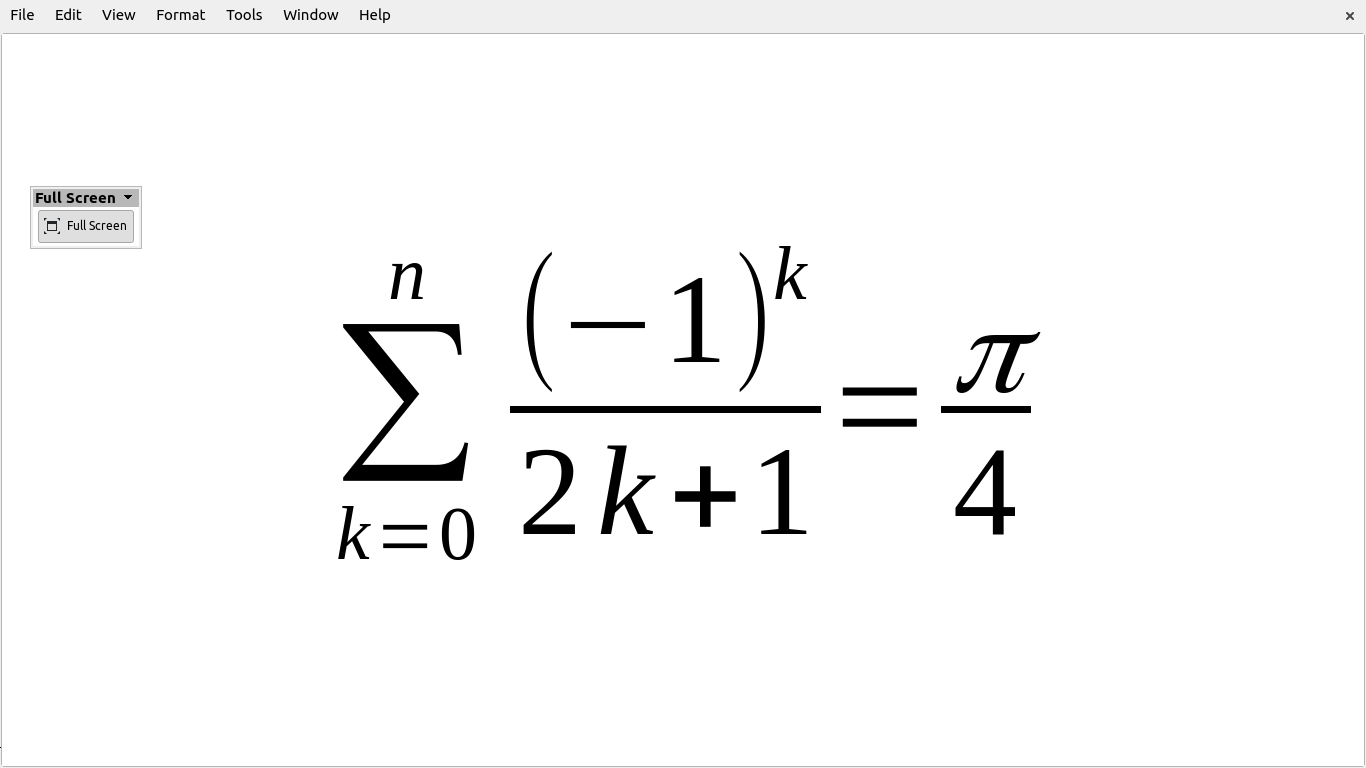 File Edit View Format Tools Window Help ×
Full Screen
Full Screen
n
∑ (−1)^k / (2k+1) = π/4
k=0